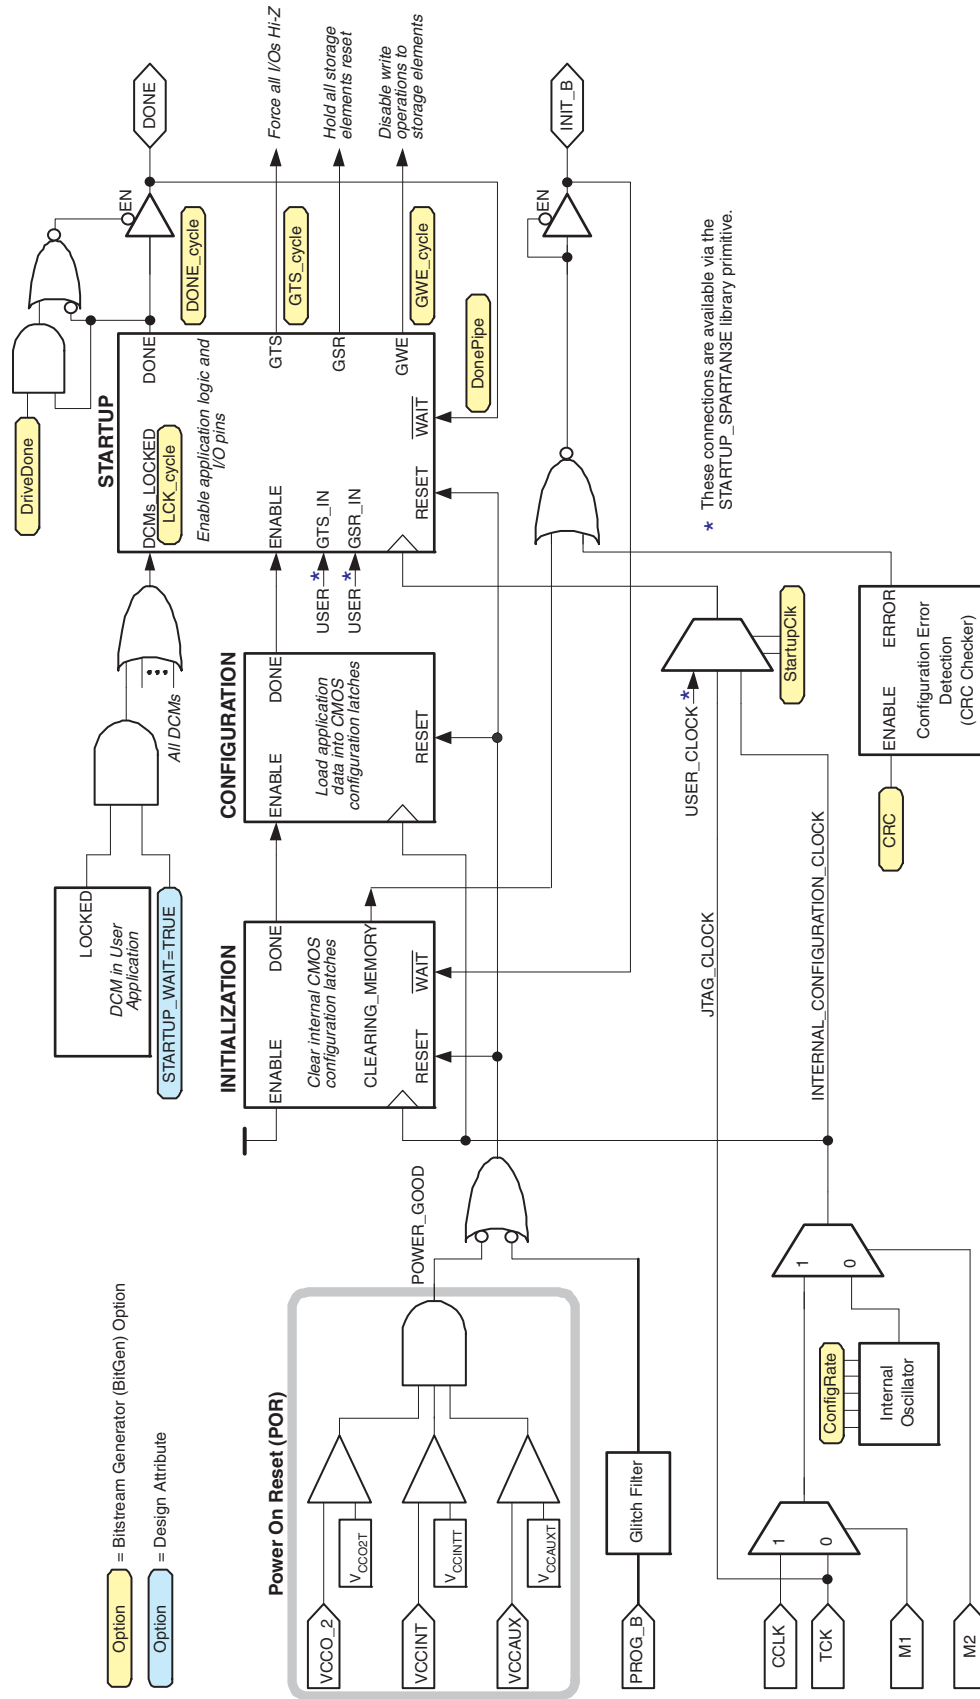 Option = Bitstream Generator (BitGen) Option
Option = Design Attribute
LOCKED
DCM in User
Application
STARTUP_WAIT=TRUE
All DCMs
DriveDone
STARTUP
DCMs_LOCKED
LCK_cycle
DONE
Enable application logic and
I/O pins
ENABLE
USER * GTS_IN
USER * GSR_IN
RESET
WAIT
GTS
GSR
GWE
EN
DONE
DONE_cycle
GTS_cycle
GWE_cycle
DonePipe
Force all I/Os Hi-Z
Hold all storage
elements reset
Disable write
operations to
storage elements
INITIALIZATION
ENABLE
DONE
Clear internal CMOS
configuration latches
CLEARING_MEMORY
RESET
WAIT
CONFIGURATION
ENABLE
DONE
Load application
data into CMOS
configuration latches
RESET
Power On Reset (POR)
VCCO_2
VCCO2T
VCCINT
VCCINTT
VCCAUX
VCCAUXT
POWER_GOOD
PROG_B
Glitch Filter
EN
INIT_B
* These connections are available via the
STARTUP_SPARTAN3E library primitive.
USER_CLOCK *
JTAG_CLOCK
INTERNAL_CONFIGURATION_CLOCK
StartupClk
CCLK
TCK
1
0
M1
M2
ConfigRate
Internal
Oscillator
1
0
CRC
ENABLE
ERROR
Configuration Error
Detection
(CRC Checker)